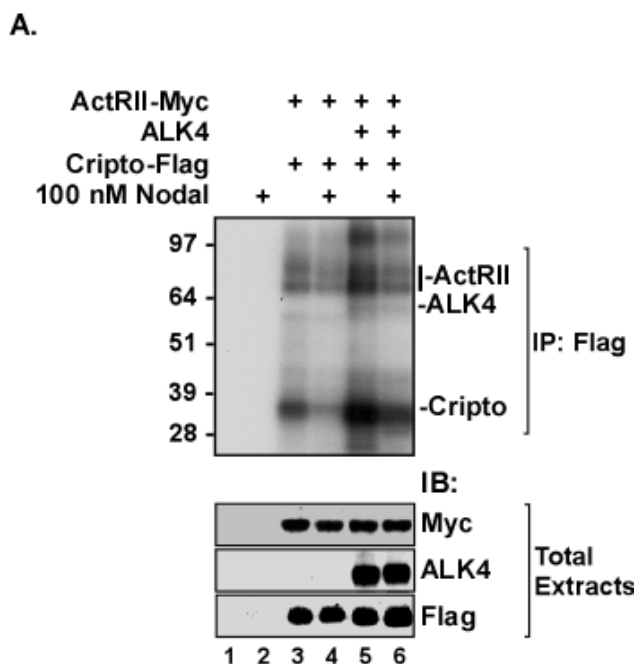 A.
ActRII-Myc + + + +
ALK4 + +
Cripto-Flag + + + +
100 nM Nodal + + +
97 -
-ActRII
64 -
-ALK4
IP: Flag
51 -
39 -
-Cripto
28 -
IB:
Myc
ALK4
Total
Extracts
Flag
1 2 3 4 5 6